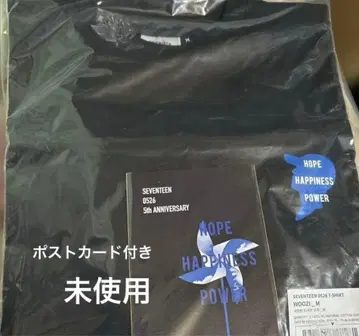 HOPE
HAPPINESS
POWER
SEVENTEEN
0526
5th ANNIVERSARY
HOPE
HAPPINESS
POWER
ポストカード付き
未使用
SEVENTEEN 0526 T-SHIRT
WOOZI_M